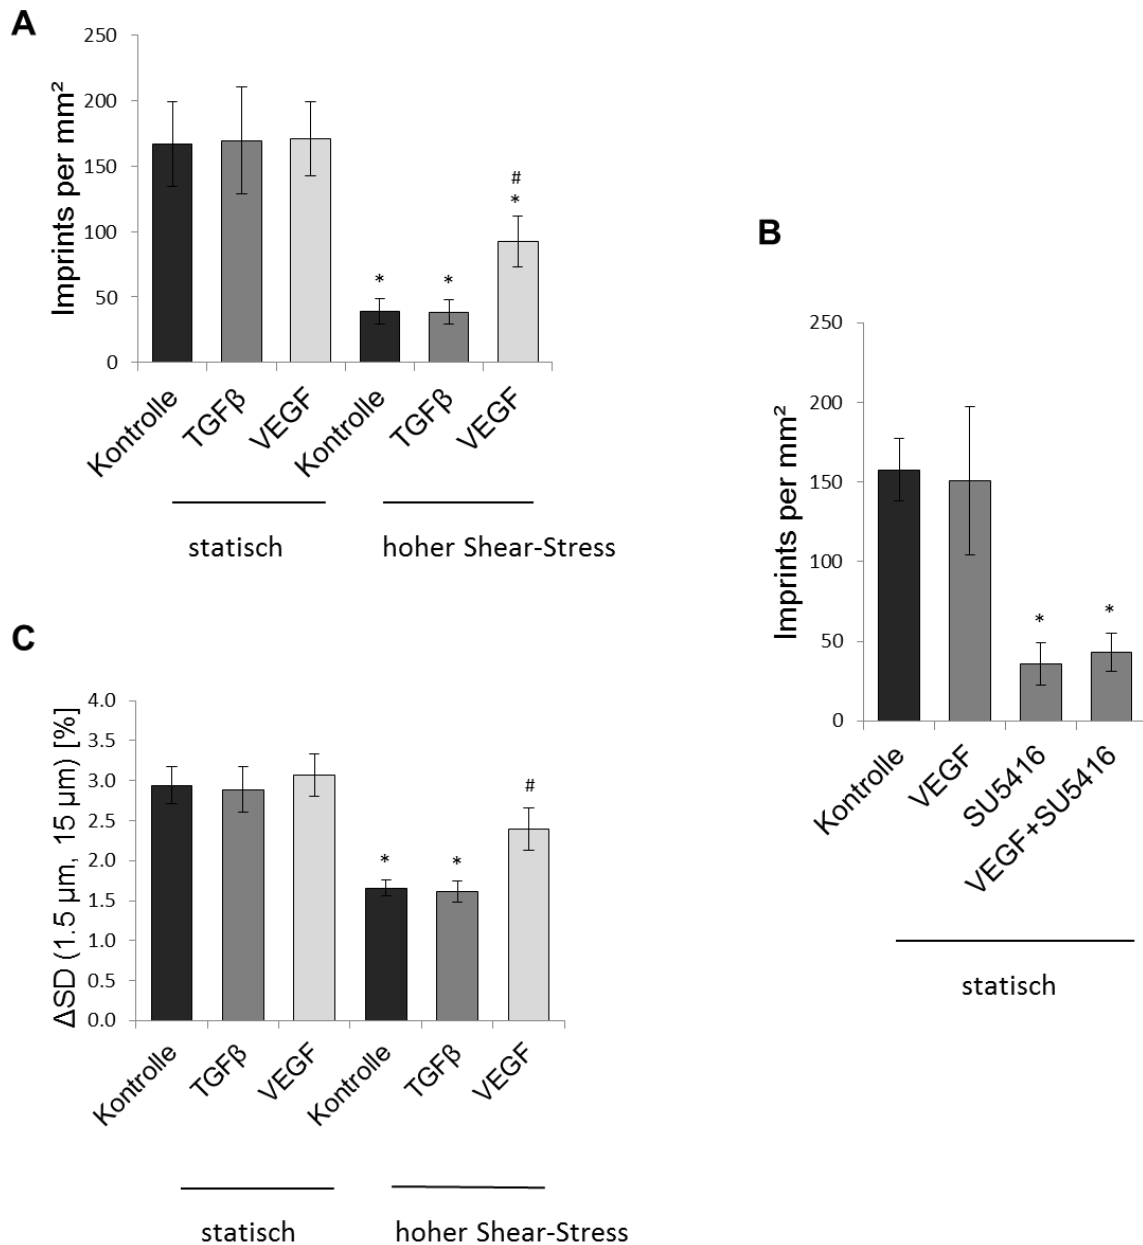 A
Imprints per mm²
250
200
150
100
50
0
#
*
*
*
Kontrolle
TGFβ
VEGF
Kontrolle
TGFβ
VEGF
statisch
hoher Shear-Stress
B
Imprints per mm²
250
200
150
100
50
0
*
*
Kontrolle
VEGF
SU5416
VEGF+SU5416
statisch
C
ΔSD (1.5 µm, 15 µm) [%]
4.0
3.5
3.0
2.5
2.0
1.5
1.0
0.5
0.0
*
*
#
Kontrolle
TGFβ
VEGF
Kontrolle
TGFβ
VEGF
statisch
hoher Shear-Stress